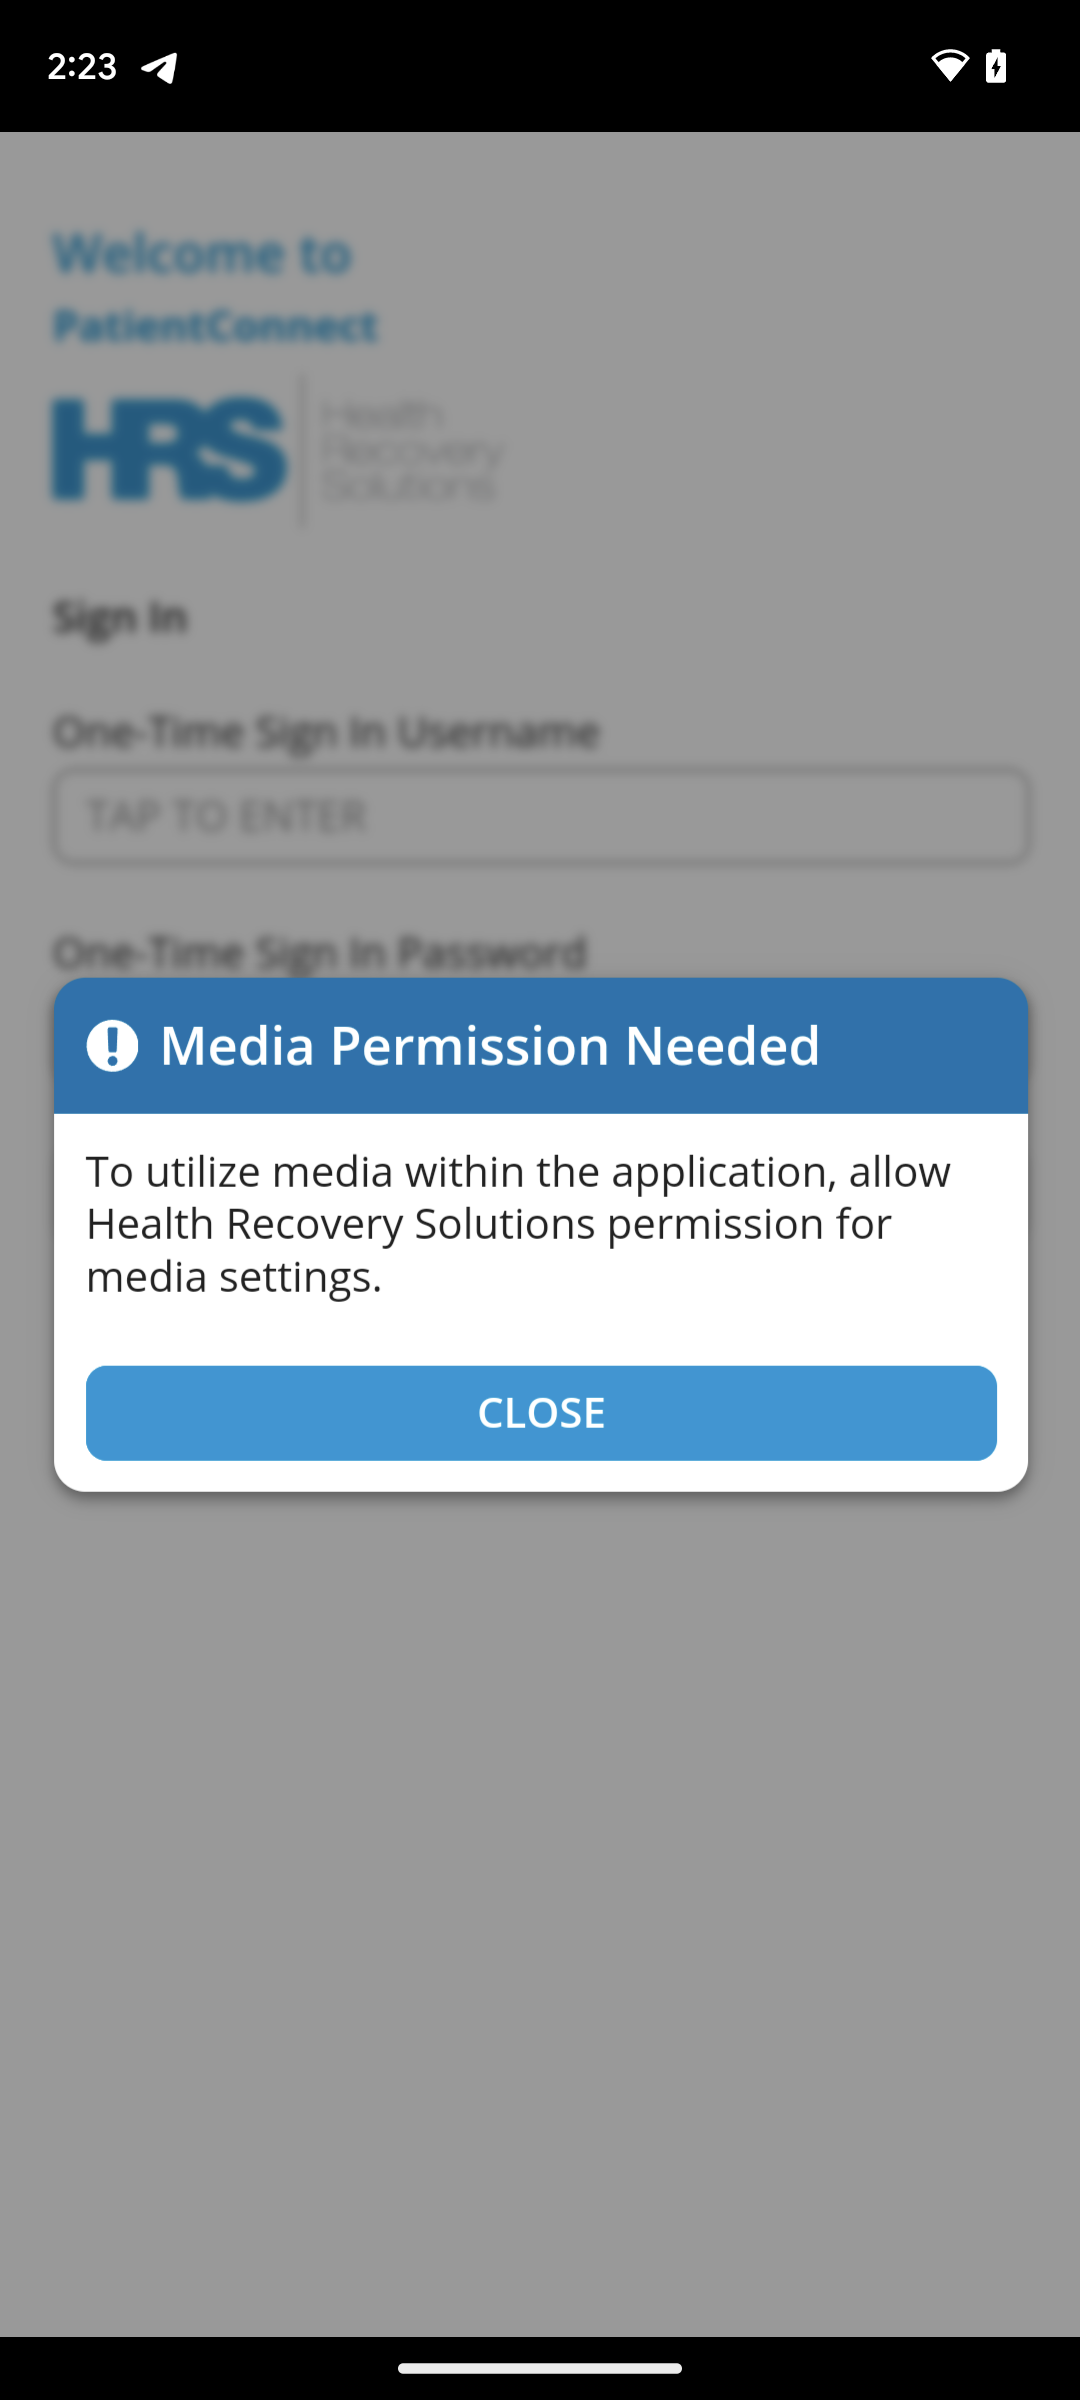 2:23
Welcome to
PatientConnect
HRS
Health
Recovery
Solutions
Sign In
One-Time Sign In Username
TAP TO ENTER
One-Time Sign In Password
Media Permission Needed
To utilize media within the application, allow
Health Recovery Solutions permission for
media settings.
CLOSE